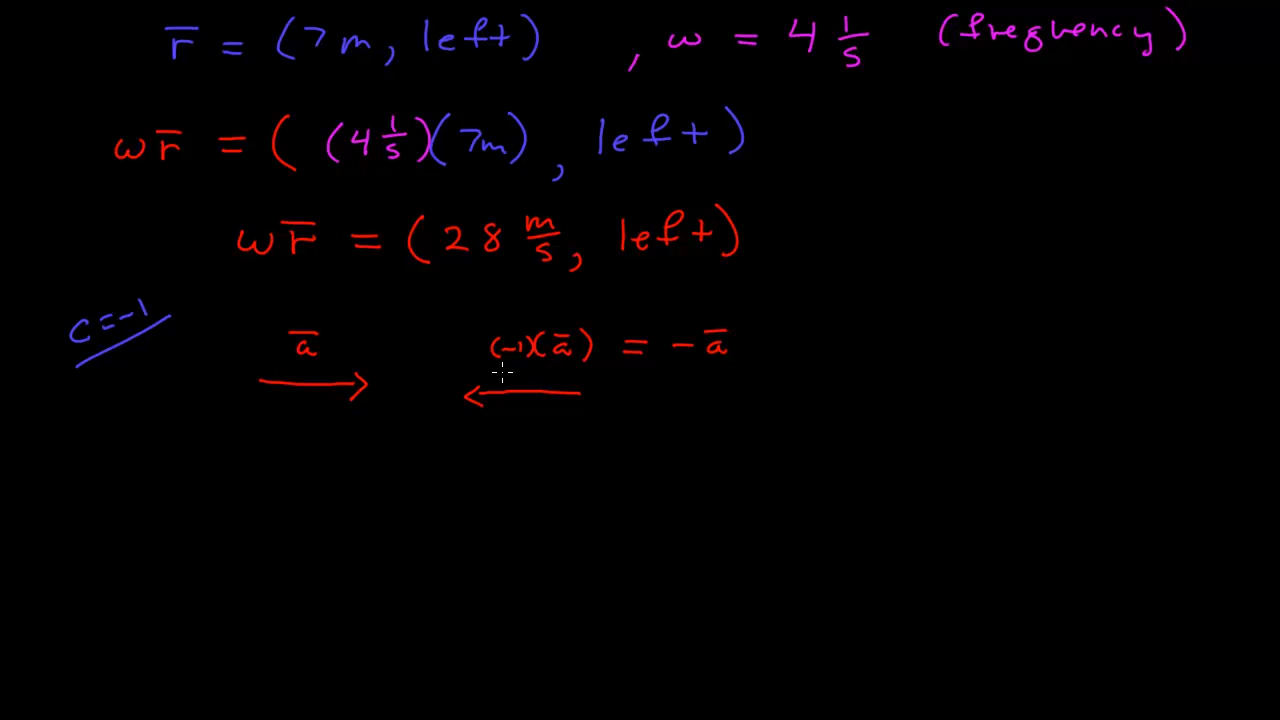 r̅ = (7m, left) , ω = 4 1/s (frequency)
ωr̅ = ( (4 1/s)(7m) , left)
ωr̅ = (28 m/s, left)
c=-1
a̅ (-1)(a̅) = -a̅